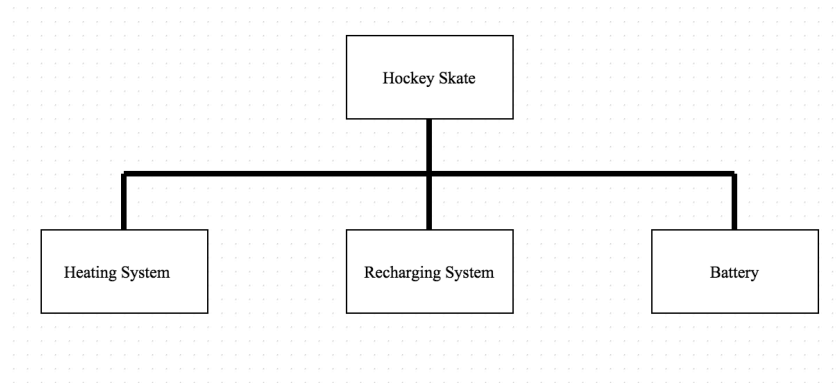 Hockey Skate
Heating System
Recharging System
Battery